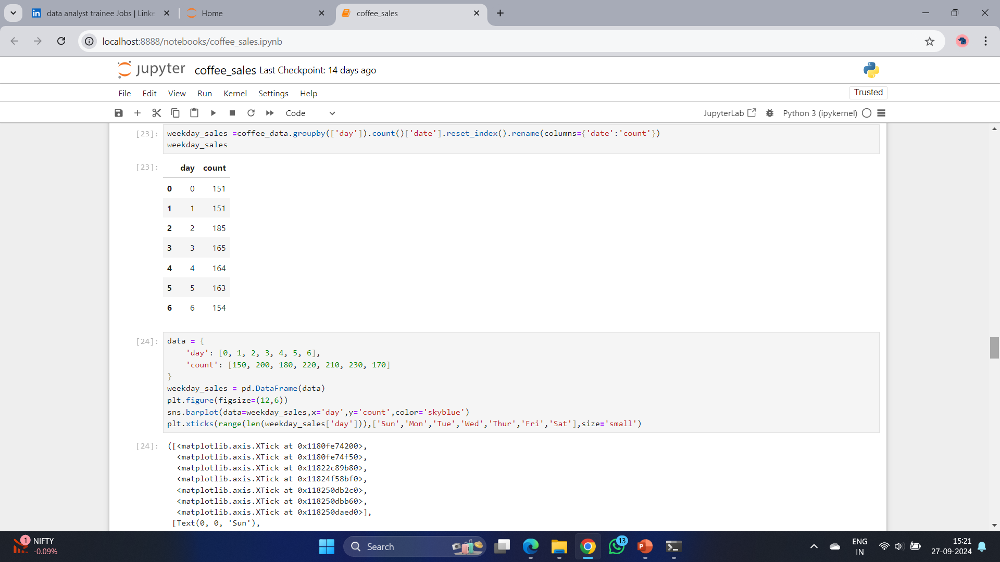 data analyst trainee Jobs | Linke
Home
coffee_sales
localhost:8888/notebooks/coffee_sales.ipynb
jupyter coffee_sales Last Checkpoint: 14 days ago
File Edit View Run Kernel Settings Help
Trusted
Code
JupyterLab
Python 3 (ipykernel)
[23]: weekday_sales =coffee_data.groupby(['day']).count()['date'].reset_index().rename(columns={'date':'count'})
weekday_sales
[23]: day count
0 0 151
1 1 151
2 2 185
3 3 165
4 4 164
5 5 163
6 6 154
[24]: data = {
'day': [0, 1, 2, 3, 4, 5, 6],
'count': [150, 200, 180, 220, 210, 230, 170]
}
weekday_sales = pd.DataFrame(data)
plt.figure(figsize=(12,6))
sns.barplot(data=weekday_sales,x='day',y='count',color='skyblue')
plt.xticks(range(len(weekday_sales['day'])),['Sun','Mon','Tue','Wed','Thur','Fri','Sat'],size='small')
[24]: ([<matplotlib.axis.XTick at 0x1180fe74200>,
<matplotlib.axis.XTick at 0x1180fe74f50>,
<matplotlib.axis.XTick at 0x11822c89b80>,
<matplotlib.axis.XTick at 0x11824f58bf0>,
<matplotlib.axis.XTick at 0x118250db2c0>,
<matplotlib.axis.XTick at 0x118250dbb60>,
<matplotlib.axis.XTick at 0x118250daed0>],
[Text(0, 0, 'Sun'),
1
NIFTY
-0.09%
Search
13
P
ENG
IN
15:21
27-09-2024